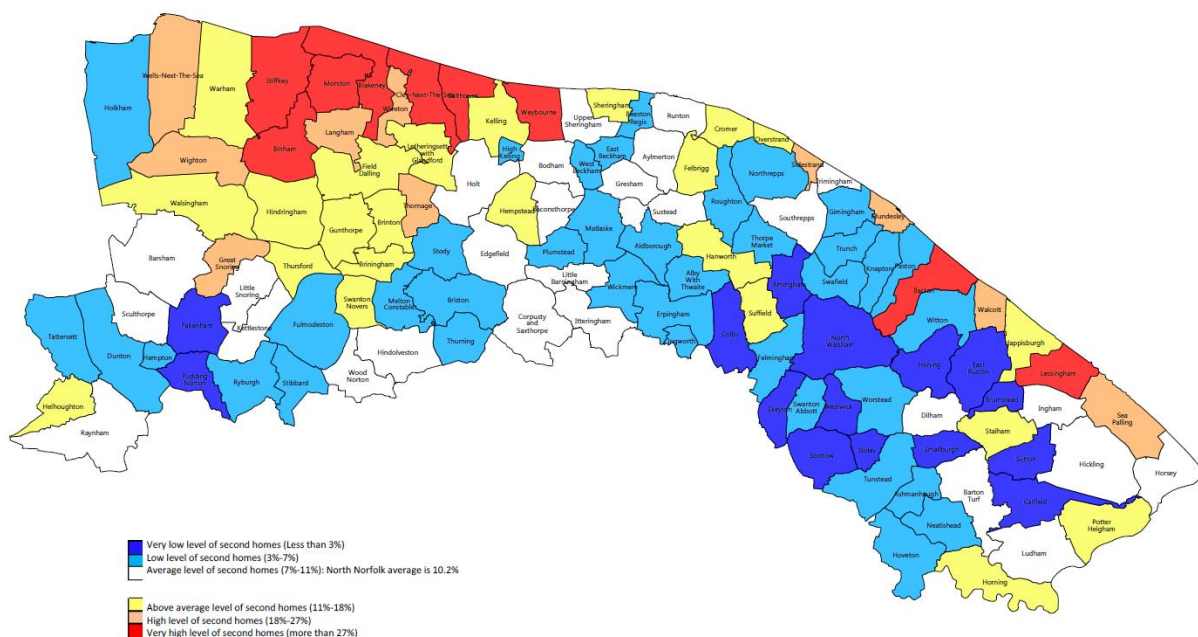 Holkham
Wells-Next-The-Sea
Warham
Stiffkey
Morston
Blakeney
Cley-Next-The-Sea
Salthouse
Wiveton
Kelling
Weybourne
Upper
Sheringham
Sheringham
Beeston
Regis
Runton
Cromer
Overstrand
Sidestrand
Trimingham
Mundesley
Wighton
Binham
Langham
Field
Dalling
Letheringsett
with
Glandford
High
Kelling
Bodham
West
Beckham
East
Beckham
Aylmerton
Felbrigg
Northrepps
Roughton
Southrepps
Gimingham
Walsingham
Hindringham
Gunthorpe
Brinton
Thornage
Holt
Hempstead
Baconsthorpe
Gresham
Sustead
Matlaske
Barsham
Great
Snoring
Thursford
Briningham
Stody
Edgefield
Plumstead
Aldborough
Hanworth
Thorpe
Market
Trunch
Knapton
Paston
Swafield
Bacton
Little
Snoring
Sculthorpe
Fakenham
Kettlestone
Fulmodeston
Swanton
Novers
Melton
Constable
Briston
Little
Barningham
Wickmere
Alby
With
Thwaite
Antingham
Suffield
Tattersett
Dunton
Hempton
Pudding
Norton
Ryburgh
Stibbard
Wood
Norton
Hindolveston
Thurning
Corpusty
and
Saxthorpe
Itteringham
Erpingham
Ingworth
Colby
Felmingham
North
Walsham
Witton
Walcott
Happisburgh
Lessingham
Helhoughton
Raynham
Skeyton
Swanton
Abbott
Westwick
Worstead
Honing
East
Ruston
Brumstead
Ingham
Sea
Palling
Dilham
Stalham
Scottow
Sloley
Smallburgh
Sutton
Hickling
Horsey
Tunstead
Ashmanhaugh
Barton
Turf
Catfield
Neatishead
Potter
Heigham
Hoveton
Ludham
Horning
Very low level of second homes (Less than 3%)
Low level of second homes (3%-7%)
Average level of second homes (7%-11%): North Norfolk average is 10.2%
Above average level of second homes (11%-18%)
High level of second homes (18%-27%)
Very high level of second homes (more than 27%)